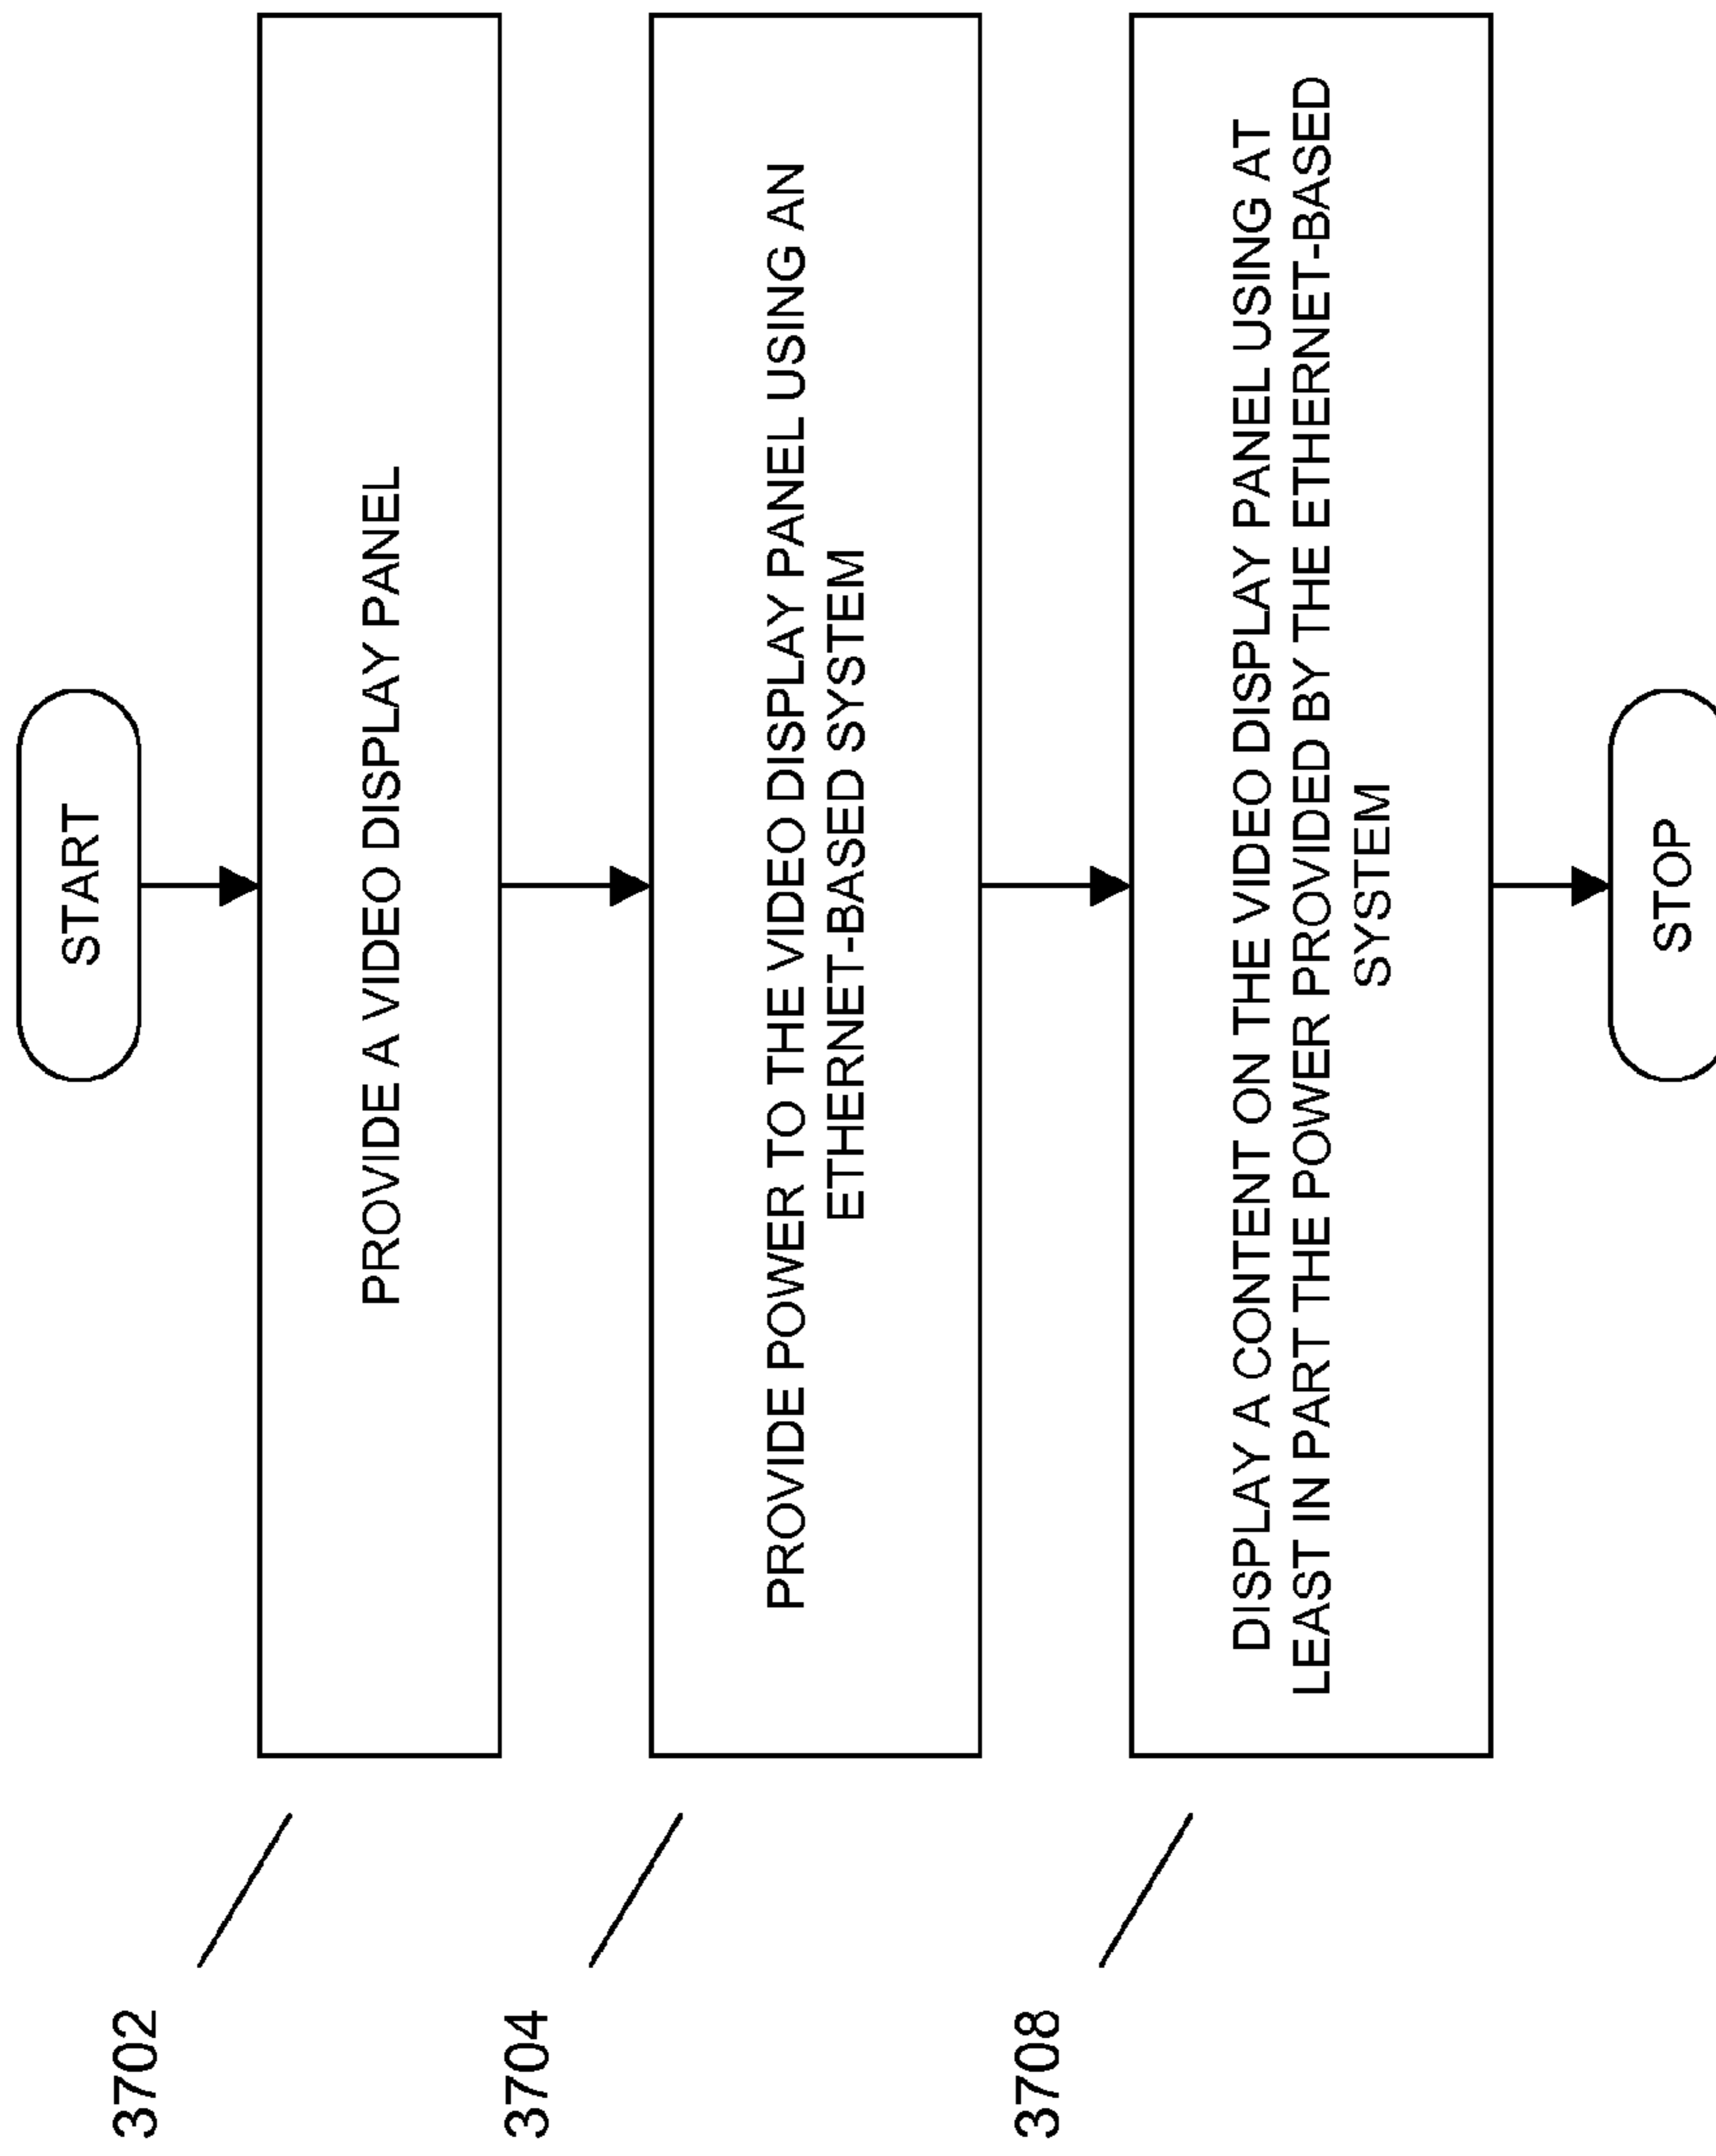 START
3702
PROVIDE A VIDEO DISPLAY PANEL
3704
PROVIDE POWER TO THE VIDEO DISPLAY PANEL USING AN
ETHERNET-BASED SYSTEM
3708
DISPLAY A CONTENT ON THE VIDEO DISPLAY PANEL USING AT
LEAST IN PART THE POWER PROVIDED BY THE ETHERNET-BASED
SYSTEM
STOP